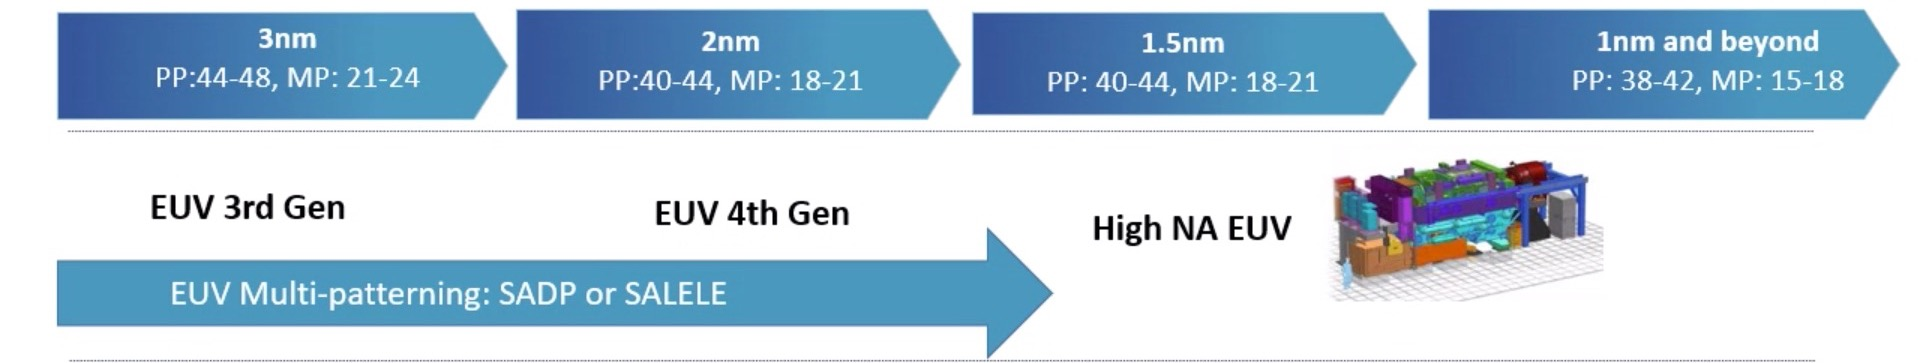 3nm
PP:44-48, MP: 21-24
2nm
PP:40-44, MP: 18-21
1.5nm
PP: 40-44, MP: 18-21
1nm and beyond
PP: 38-42, MP: 15-18
EUV 3rd Gen
EUV 4th Gen
High NA EUV
EUV Multi-patterning: SADP or SALELE